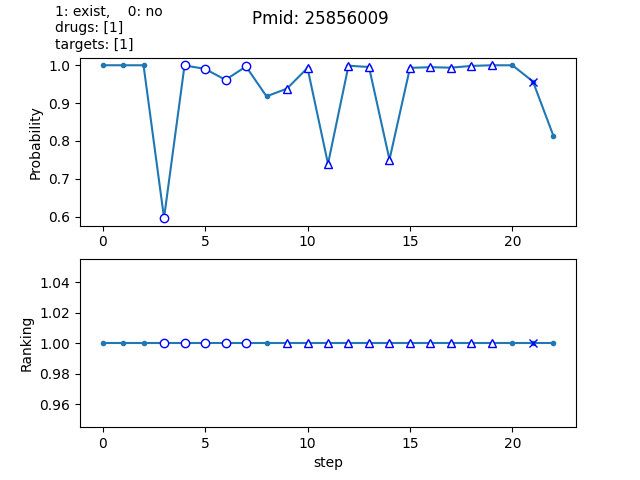 1: exist,    0: no
Pmid: 25856009
drugs: [1]
targets: [1]
1.0
0.9
0.8
0.7
0.6
Probability
0 5 10 15 20
1.04
1.02
1.00
0.98
0.96
Ranking
0 5 10 15 20
step